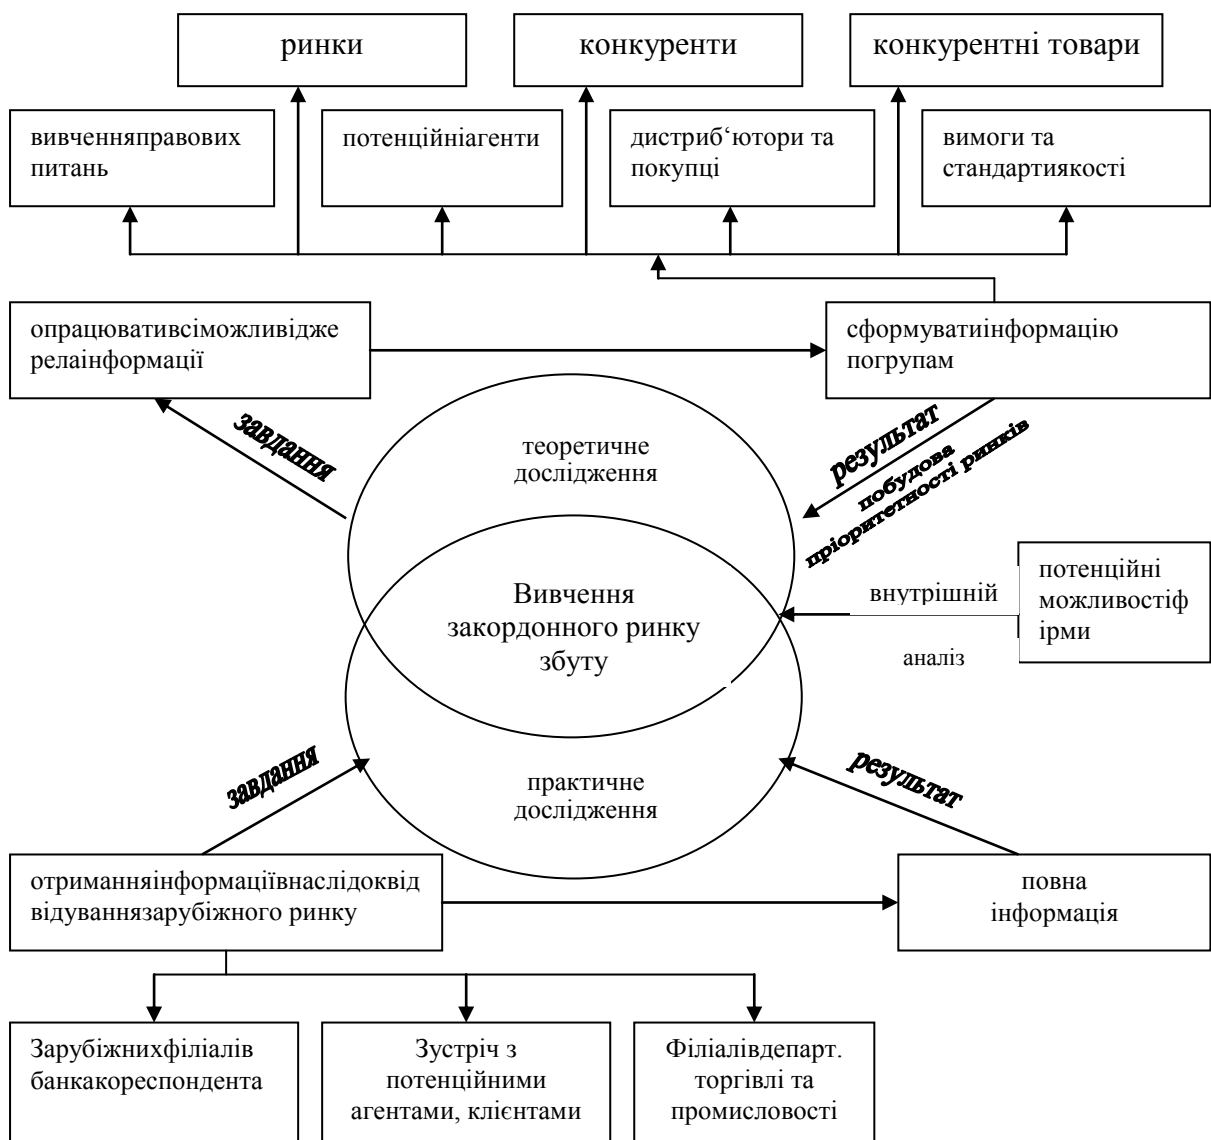 ринки
конкуренти
конкурентні товари
вивченняправових
питань
потенційніагенти
дистриб‘ютори та
покупці
вимоги та
стандартиякості
опрацювативсіможливідже
релаінформації
сформуватиінформацію
погрупам
завдання
теоретичне
дослідження
результат
побудова
пріоритетності ринків
Вивчення
закордонного ринку
збуту
внутрішній
аналіз
потенційні
можливостіф
ірми
завдання
практичне
дослідження
результат
отриманняінформаціївнаслідоквід
відуваннязарубіжного ринку
повна
інформація
Зарубіжнихфіліалів
банкакореспондента
Зустріч з
потенційними
агентами, клієнтами
Філіалівдепарт.
торгівлі та
промисловості